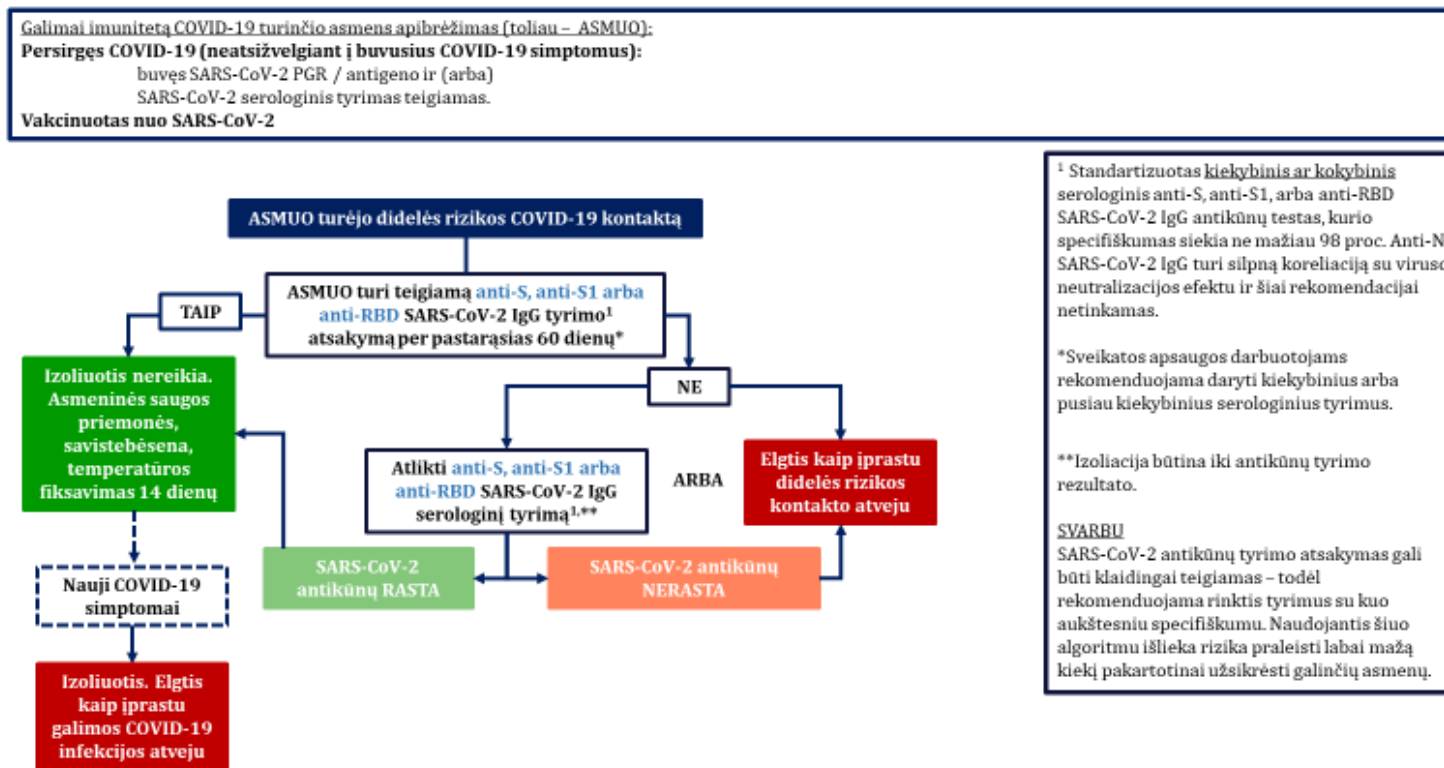 Galimai imunitetą COVID-19 turinčio asmens apibrėžimas (toliau – ASMUO):
Persirgęs COVID-19 (neatsižvelgiant į buvusius COVID-19 simptomus):
buvęs SARS-CoV-2 PGR / antigeno ir (arba)
SARS-CoV-2 serologinis tyrimas teigiamas.
Vakcinuotas nuo SARS-CoV-2
ASMUO turėjo didelės rizikos COVID-19 kontaktą
ASMUO turi teigiamą anti-S, anti-S1 arba
anti-RBD SARS-CoV-2 IgG tyrimo¹
atsakymą per pastarąsias 60 dienų*
TAIP
NE
Izoliuotis nereikia.
Asmeninės saugos
priemonės,
savistebėsena,
temperatūros
fiksavimas 14 dienų
Atlikti anti-S, anti-S1 arba
anti-RBD SARS-CoV-2 IgG
serologinį tyrimą¹,**
ARBA
Elgtis kaip įprastu
didelės rizikos
kontakto atveju
SARS-CoV-2
antikūnų RASTA
SARS-CoV-2 antikūnų
NERASTA
Nauji COVID-19
simptomai
Izoliuotis. Elgtis
kaip įprastu
galimos COVID-19
infekcijos atveju
¹ Standartizuotas kiekybinis ar kokybinis
serologinis anti-S, anti-S1, arba anti-RBD
SARS-CoV-2 IgG antikūnų testas, kurio
specifiškumas siekia ne mažiau 98 proc. Anti-N
SARS-CoV-2 IgG turi silpną koreliaciją su viruso
neutralizacijos efektu ir šiai rekomendacijai
netinkamas.
*Sveikatos apsaugos darbuotojams
rekomenduojama daryti kiekybinius arba
pusiau kiekybinius serologinius tyrimus.
**Izoliacija būtina iki antikūnų tyrimo
rezultato.
SVARBU
SARS-CoV-2 antikūnų tyrimo atsakymas gali
būti klaidingai teigiamas – todėl
rekomenduojama rinktis tyrimus su kuo
aukštesniu specifiškumu. Naudojantis šiuo
algoritmu išlieka rizika praleisti labai mažą
kiekį pakartotinai užsikrėsti galinčių asmenų.